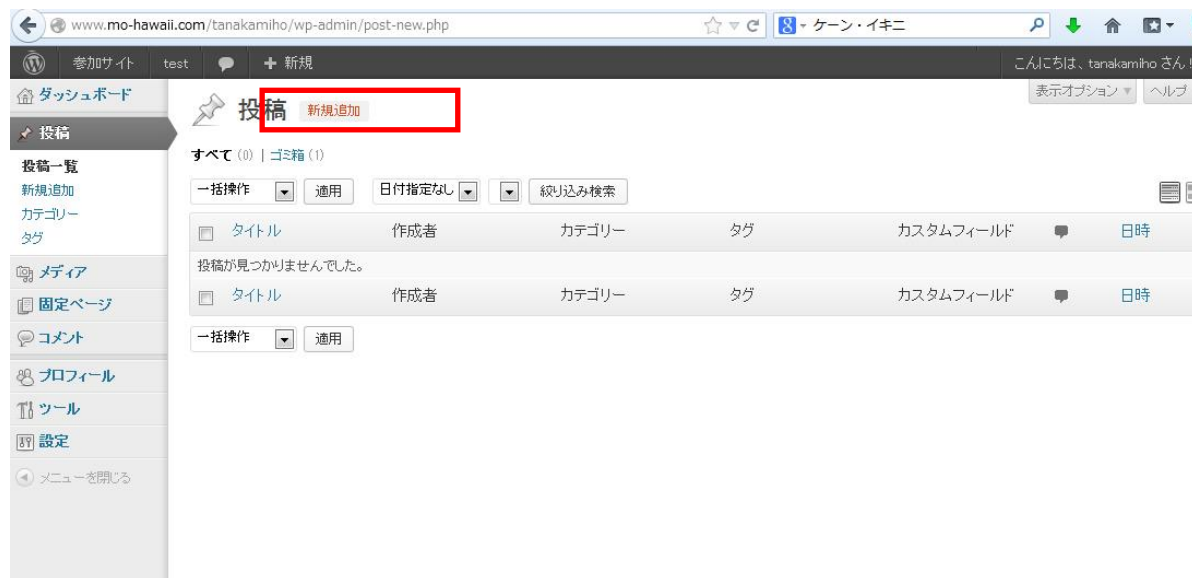 www.mo-hawaii.com/tanakamiho/wp-admin/post-new.php
8 ケーン・イキニ
参加サイト test 新規 こんにちは、tanakamiho さん!
ダッシュボード
投稿
投稿一覧
新規追加
カテゴリー
タグ
メディア
固定ページ
コメント
プロフィール
ツール
設定
メニューを閉じる
表示オプション ヘルプ
投稿 新規追加
すべて (0) | ゴミ箱 (1)
一括操作 適用 日付指定なし 絞り込み検索
タイトル 作成者 カテゴリー タグ カスタムフィールド 日時
投稿が見つかりませんでした。
タイトル 作成者 カテゴリー タグ カスタムフィールド 日時
一括操作 適用